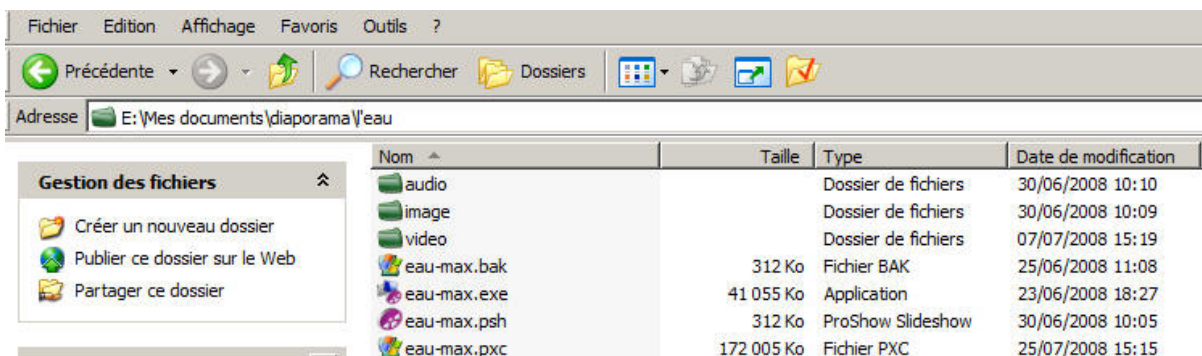 Fichier Edition Affichage Favoris Outils ?
Précédente Rechercher Dossiers
Adresse E:\Mes documents\diaporama\l'eau
Nom Taille Type Date de modification
Gestion des fichiers
Créer un nouveau dossier
Publier ce dossier sur le Web
Partager ce dossier
audio Dossier de fichiers 30/06/2008 10:10
image Dossier de fichiers 30/06/2008 10:09
video Dossier de fichiers 07/07/2008 15:19
eau-max.bak 312 Ko Fichier BAK 25/06/2008 11:08
eau-max.exe 41 055 Ko Application 23/06/2008 18:27
eau-max.psh 312 Ko ProShow Slideshow 30/06/2008 10:05
eau-max.pxc 172 005 Ko Fichier PXC 25/07/2008 15:15